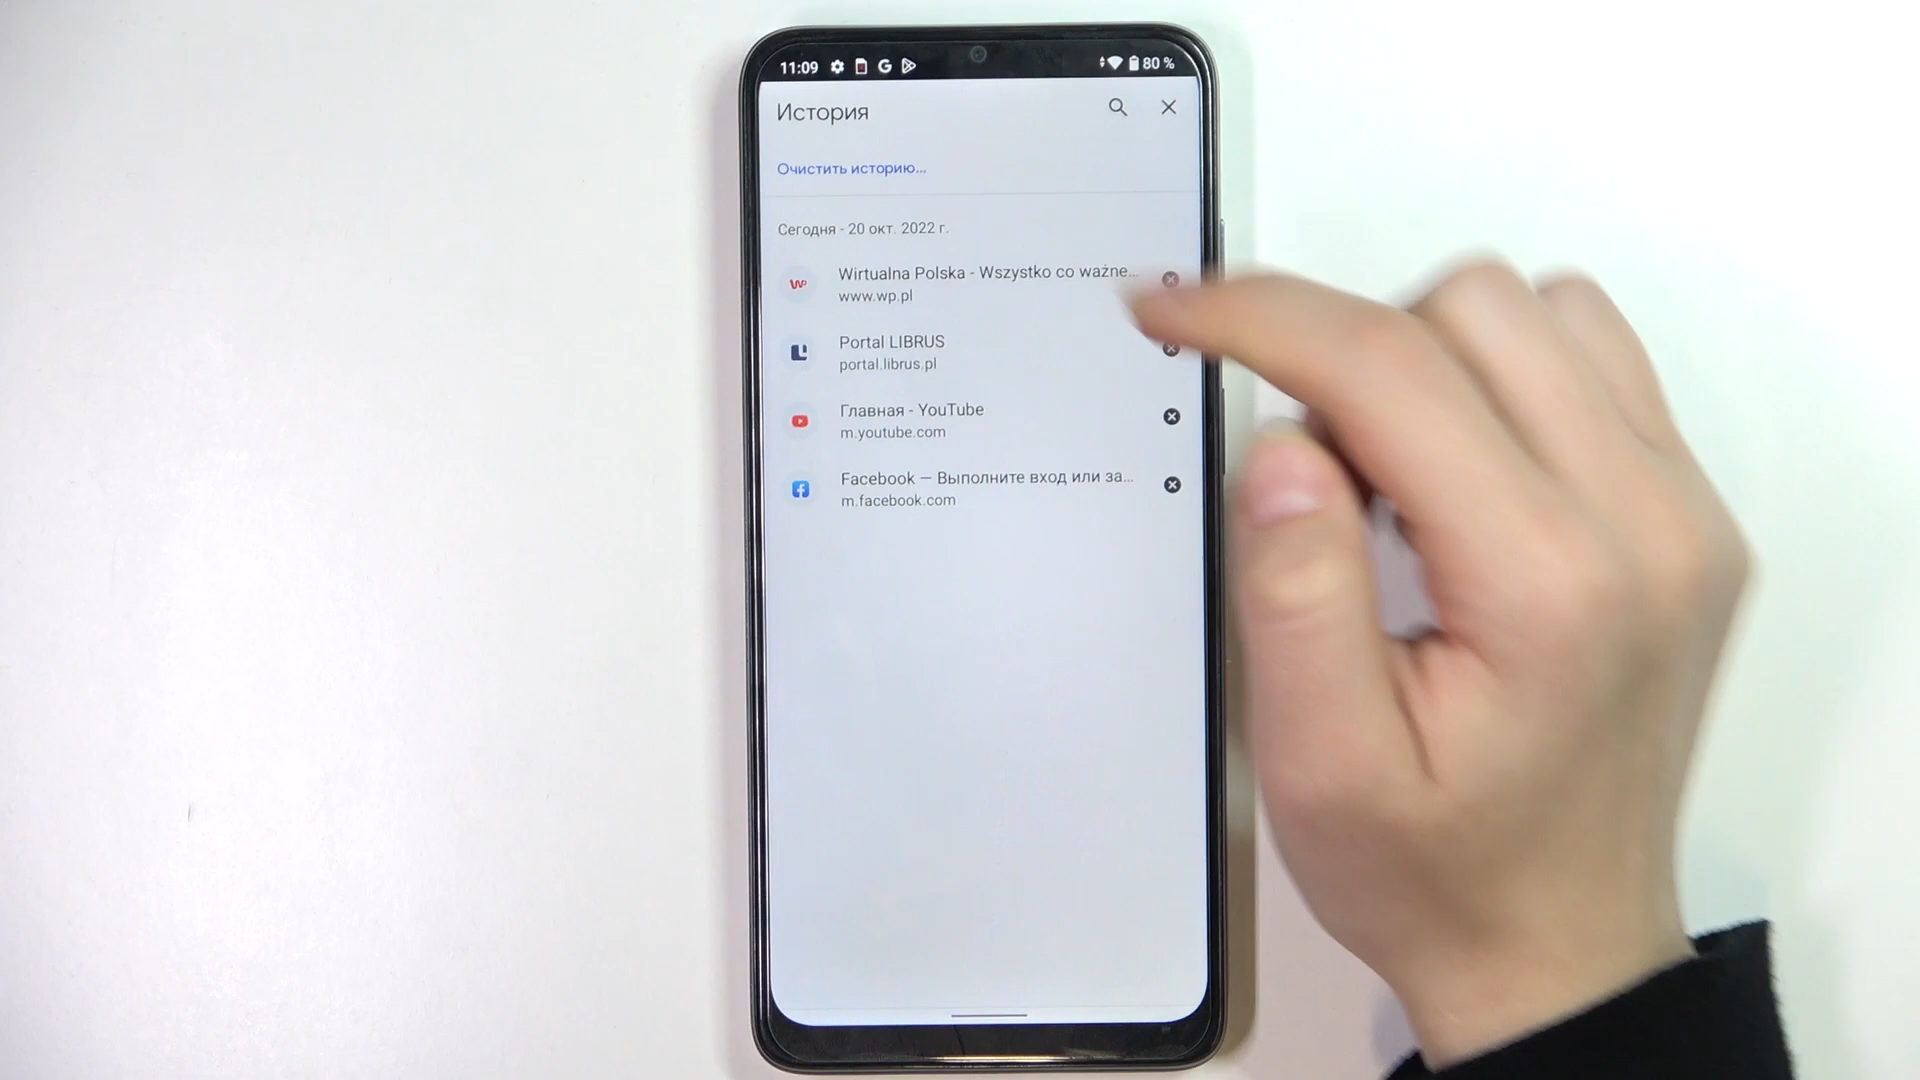 11:09 80 %
История
Очистить историю...
Сегодня - 20 окт. 2022 г.
Wirtualna Polska - Wszystko co ważne...
www.wp.pl
Portal LIBRUS
portal.librus.pl
Главная - YouTube
m.youtube.com
Facebook — Выполните вход или за...
m.facebook.com